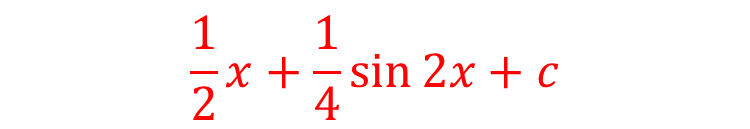 1/2 x + 1/4 sin 2x + c